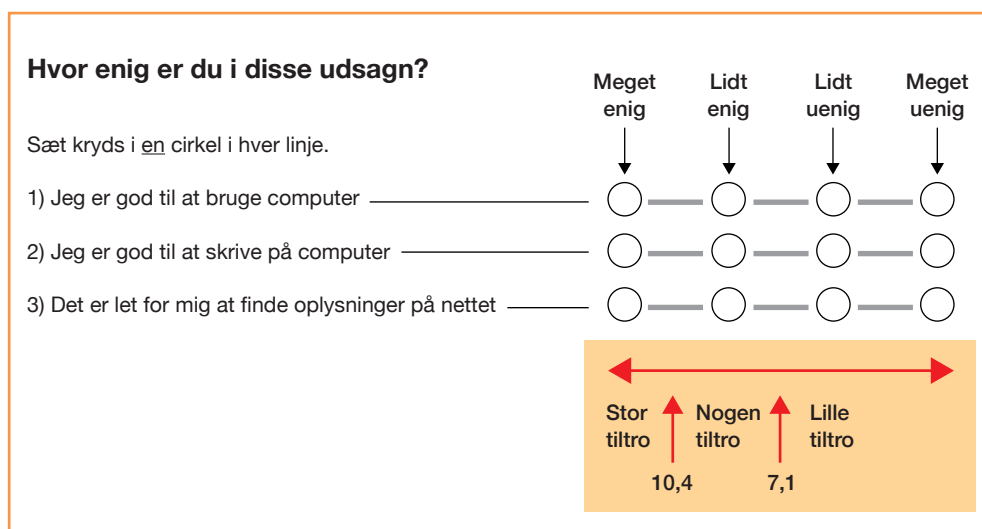 Hvor enig er du i disse udsagn?
Meget enig
Lidt enig
Lidt uenig
Meget uenig
Sæt kryds i en cirkel i hver linje.
1) Jeg er god til at bruge computer
2) Jeg er god til at skrive på computer
3) Det er let for mig at finde oplysninger på nettet
Stor tiltro
Nogen tiltro
Lille tiltro
10,4
7,1